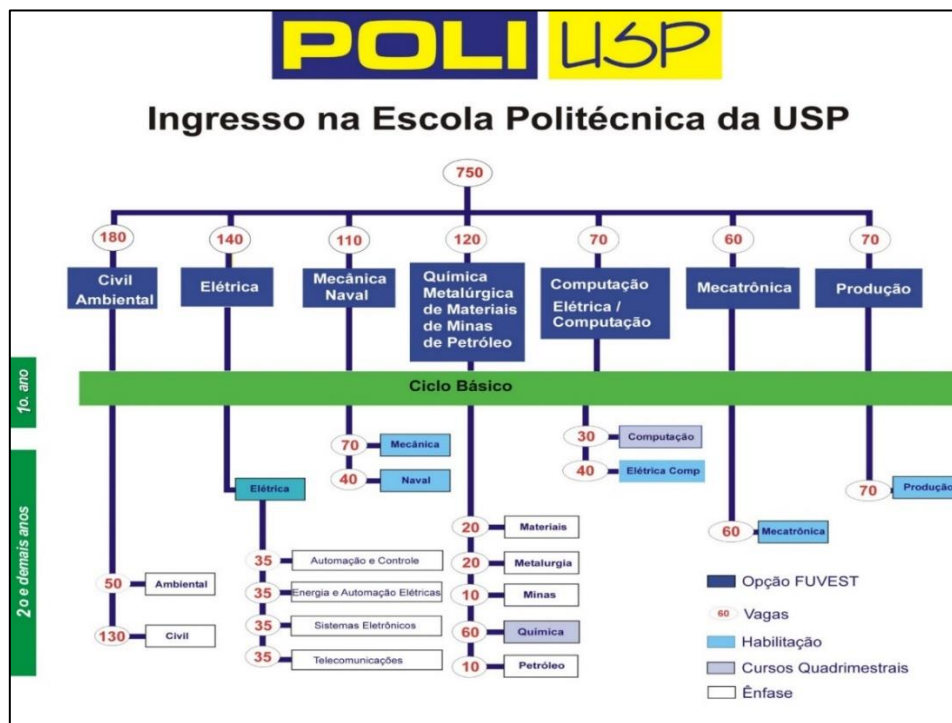 POLI USP
Ingresso na Escola Politécnica da USP
750
180
140
110
120
70
60
70
Civil
Ambiental
Elétrica
Mecânica
Naval
Química
Metalúrgica
de Materiais
de Minas
de Petróleo
Computação
Elétrica /
Computação
Mecatrônica
Produção
1o. ano
Ciclo Básico
2o e demais anos
50
Ambiental
130
Civil
Elétrica
35
Automação e Controle
35
Energia e Automação Elétricas
35
Sistemas Eletrônicos
35
Telecomunicações
70
Mecânica
40
Naval
20
Materiais
20
Metalurgia
10
Minas
60
Química
10
Petróleo
30
Computação
40
Elétrica Comp
60
Mecatrônica
70
Produção
Opção FUVEST
60
Vagas
Habilitação
Cursos Quadrimestrais
Ênfase